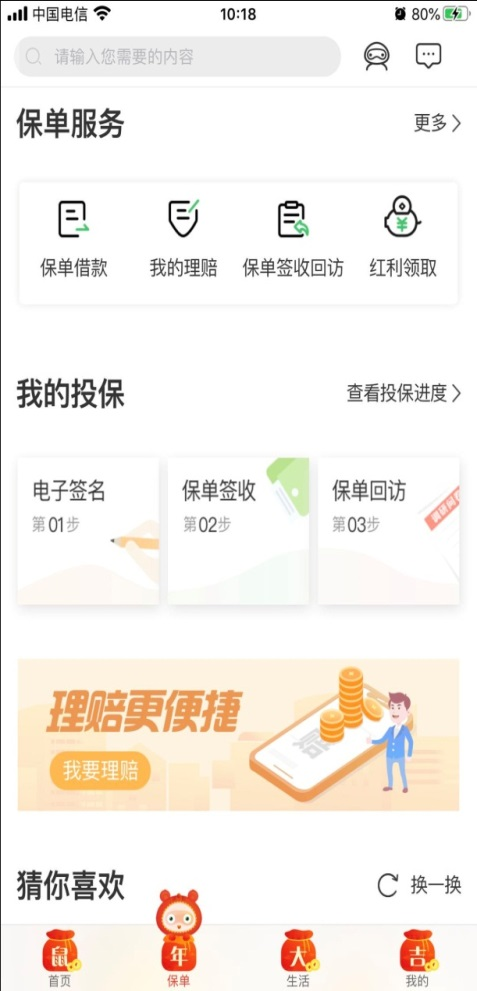 中国电信
10:18
80%
请输入您需要的内容
保单服务
更多
保单借款
我的理赔
保单签收回访
红利领取
我的投保
查看投保进度
电子签名
第01步
保单签收
第02步
保单回访
第03步
理赔更便捷
我要理赔
赔
猜你喜欢
换一换
鼠
年
大
吉
首页
保单
生活
我的